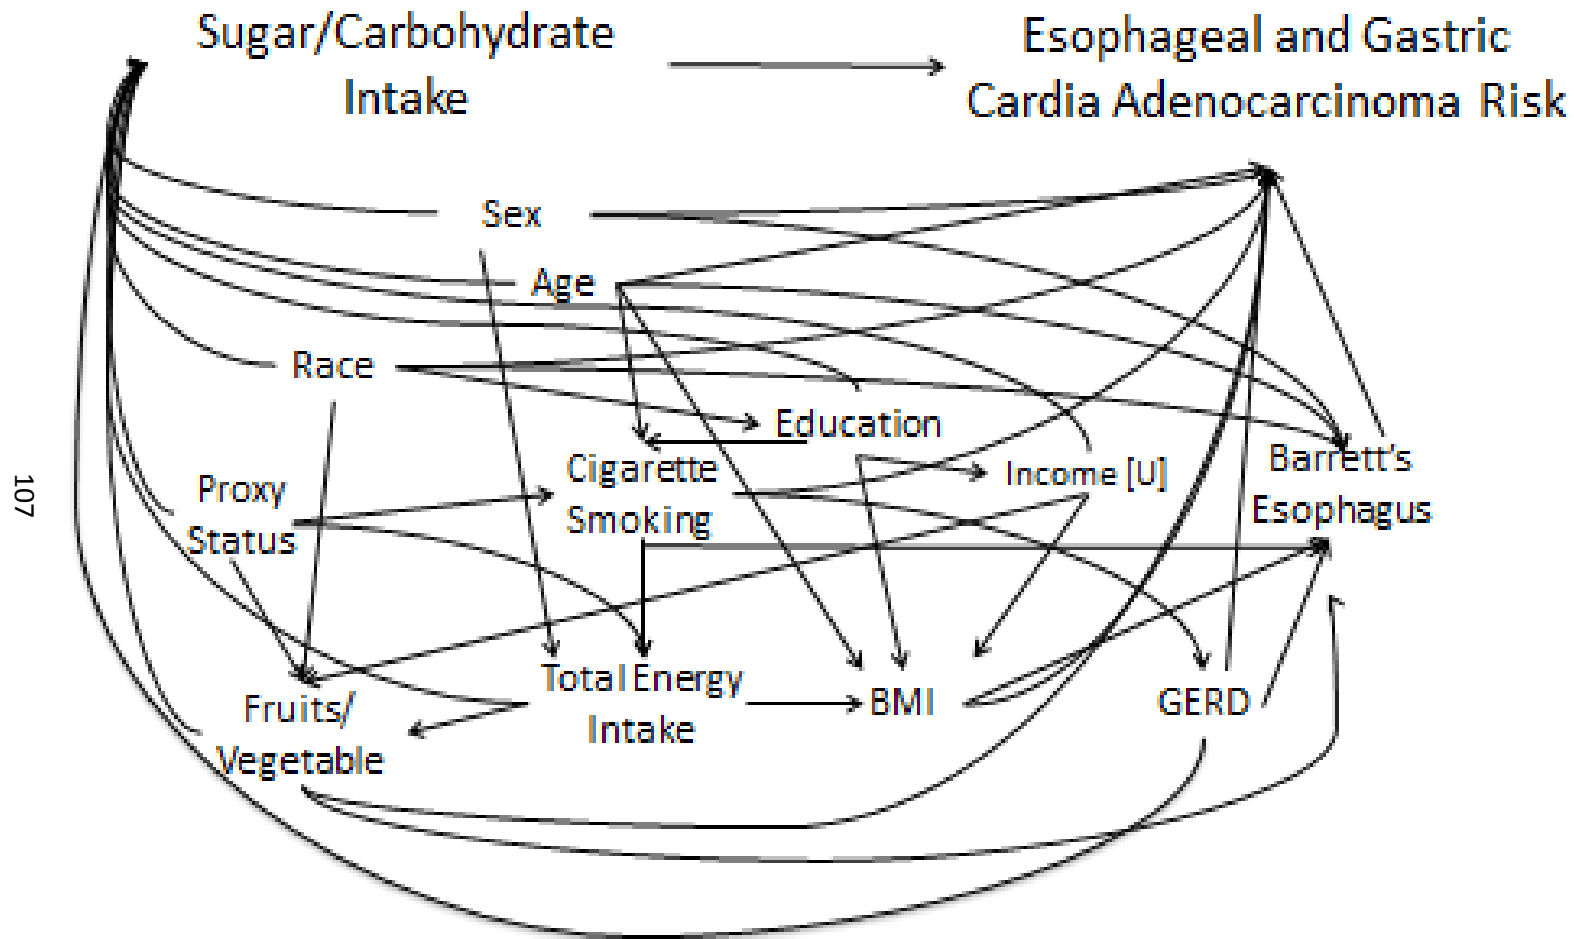 Sugar/Carbohydrate
Intake
Esophageal and Gastric
Cardia Adenocarcinoma Risk
Sex
Age
Race
Education
Cigarette
Smoking
Income [U]
Barrett's
Esophagus
Proxy
Status
Total Energy
Intake
BMI
GERD
Fruits/
Vegetable
107